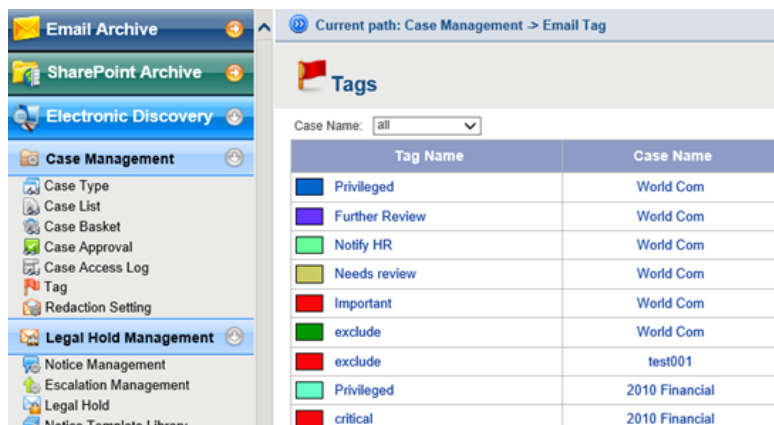 Email Archive
SharePoint Archive
Electronic Discovery
Case Management
Case Type
Case List
Case Basket
Case Approval
Case Access Log
Tag
Redaction Setting
Legal Hold Management
Notice Management
Escalation Management
Legal Hold
Notice Template Library
Current path: Case Management -> Email Tag
Tags
Case Name: all
Tag Name Case Name
Privileged World Com
Further Review World Com
Notify HR World Com
Needs review World Com
Important World Com
exclude World Com
exclude test001
Privileged 2010 Financial
critical 2010 Financial